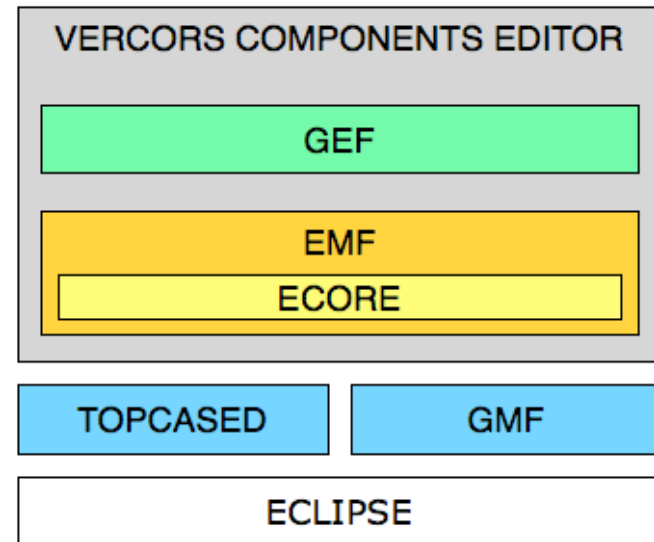 VERCORS COMPONENTS EDITOR
GEF
EMF
ECORE
TOPCASED
GMF
ECLIPSE